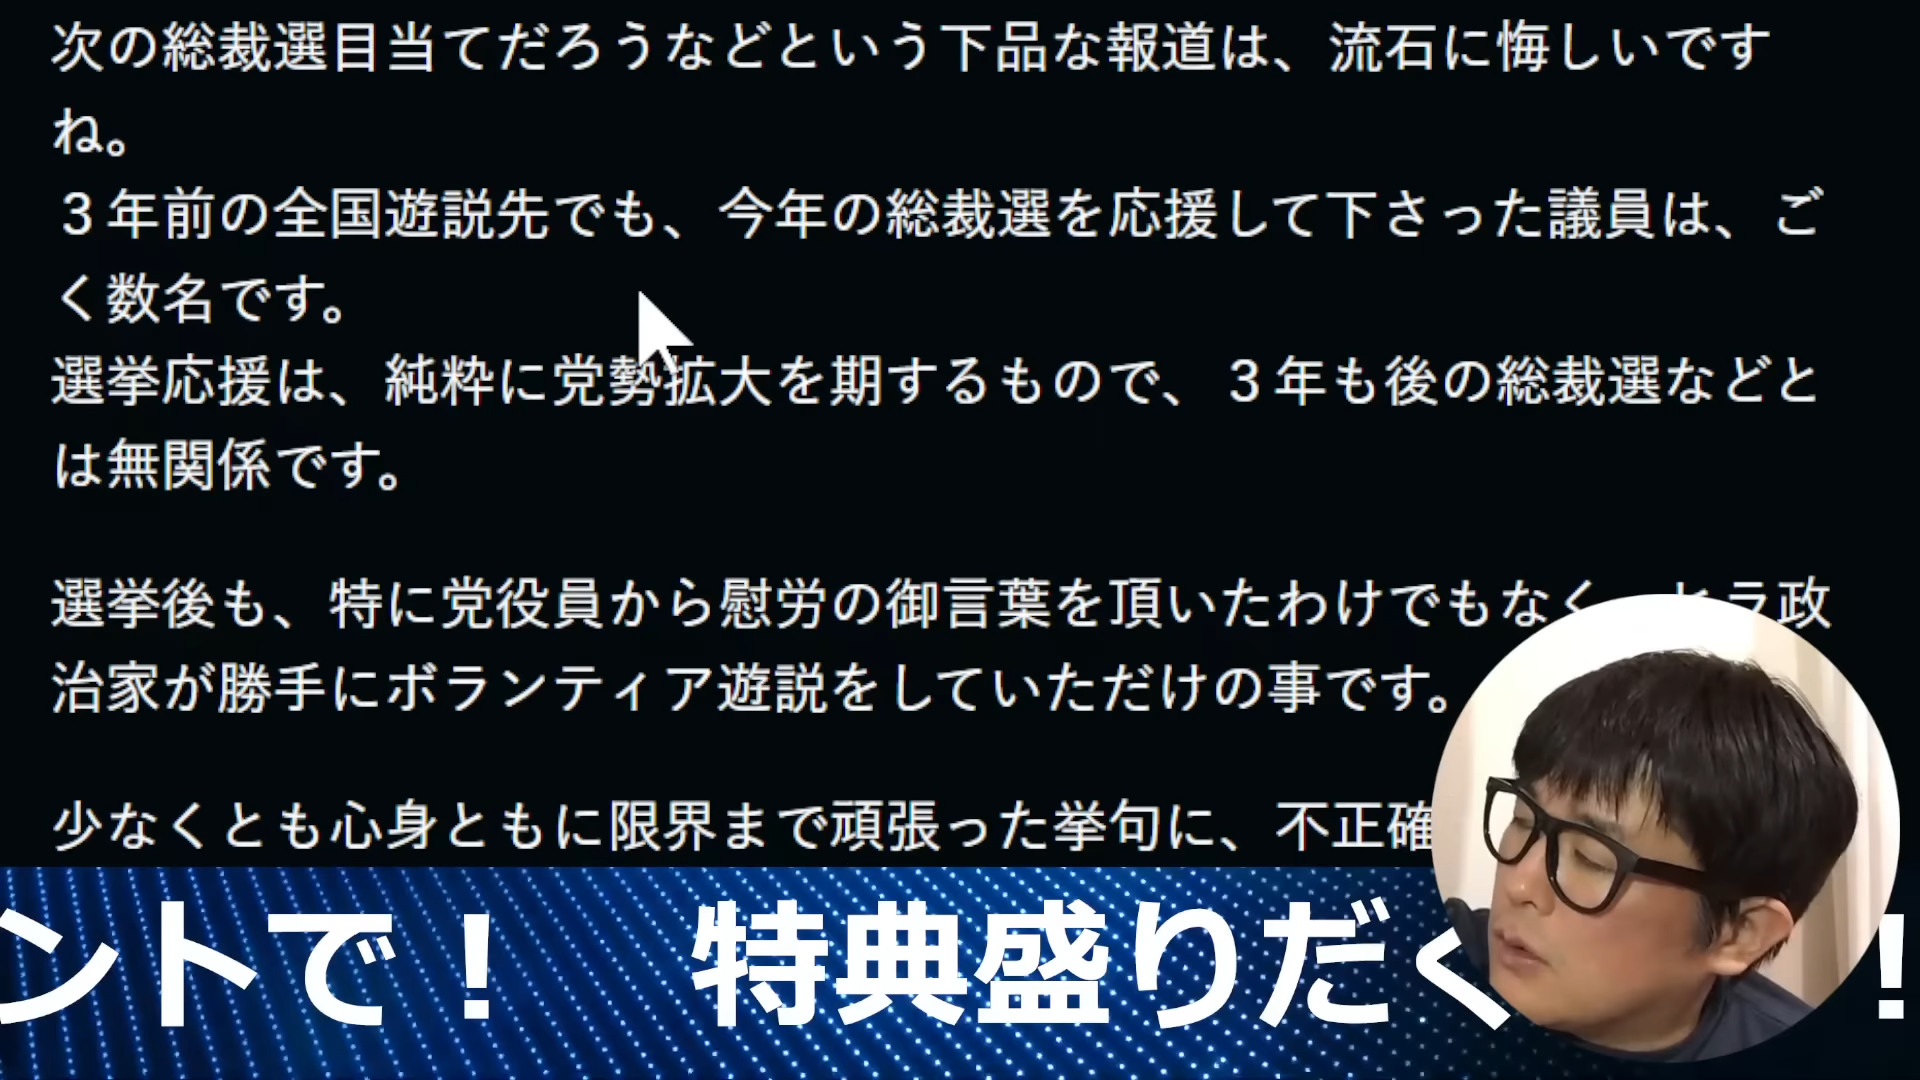 次の総裁選目当てだろうなどという下品な報道は、流石に悔しいです
ね。
３年前の全国遊説先でも、今年の総裁選を応援して下さった議員は、ご
く数名です。
選挙応援は、純粋に党勢拡大を期するもので、３年も後の総裁選などと
は無関係です。
選挙後も、特に党役員から慰労の御言葉を頂いたわけでもなく、ヒラ政
治家が勝手にボランティア遊説をしていただけの事です。
少なくとも心身ともに限界まで頑張った挙句に、不正確
ントで！　特典盛りだく！